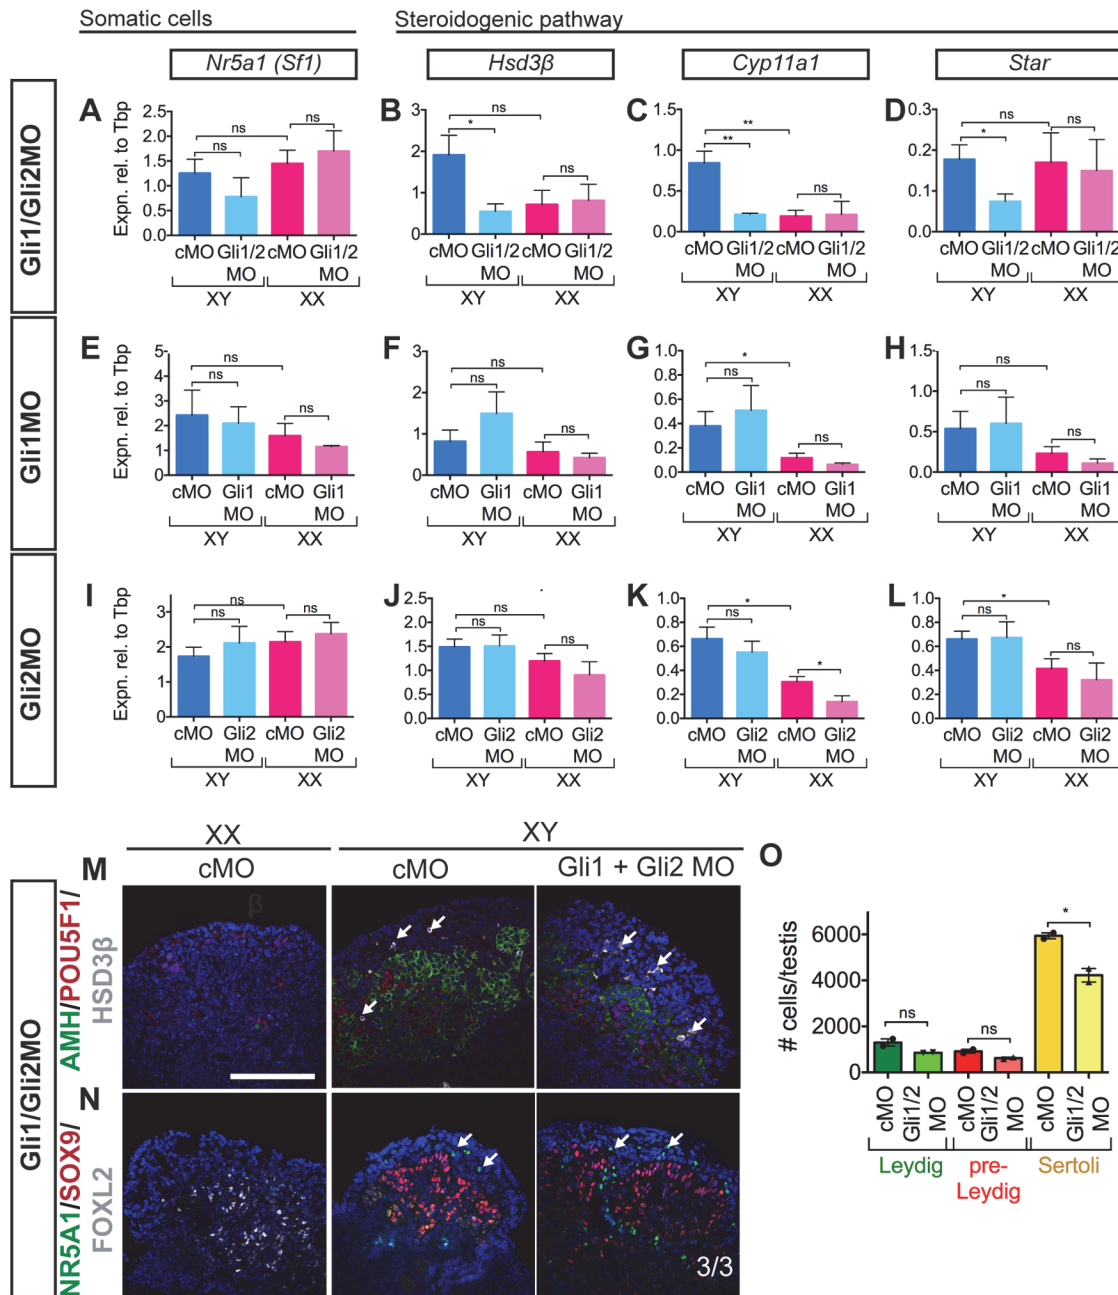 Somatic cells
Steroidogenic pathway
Nr5a1 (Sf1)
Hsd3β
Cyp11a1
Star
Gli1/Gli2MO
A
Expn. rel. to Tbp
2.5
2.0
1.5
1.0
0.5
0.0
ns
ns
ns
cMO Gli1/2 cMO Gli1/2
MO MO
XY XX
B
3
2
1
0
ns
*
ns
cMO Gli1/2 cMO Gli1/2
MO MO
XY XX
C
1.5
1.0
0.5
0.0
**
**
ns
cMO Gli1/2 cMO Gli1/2
MO MO
XY XX
D
0.3
0.2
0.1
0.0
ns
ns
*
cMO Gli1/2 cMO Gli1/2
MO MO
XY XX
Gli1MO
E
Expn. rel. to Tbp
5
4
3
2
1
0
ns
ns
ns
cMO Gli1 cMO Gli1
MO MO
XY XX
F
3
2
1
0
ns
ns
ns
cMO Gli1 cMO Gli1
MO MO
XY XX
G
1.0
0.8
0.6
0.4
0.2
0.0
*
ns
ns
cMO Gli1 cMO Gli1
MO MO
XY XX
H
1.5
1.0
0.5
0.0
ns
ns
ns
cMO Gli1 cMO Gli1
MO MO
XY XX
Gli2MO
I
Expn. rel. to Tbp
3
2
1
0
ns
ns
ns
cMO Gli2 cMO Gli2
MO MO
XY XX
J
2.5
2.0
1.5
1.0
0.5
0.0
ns
ns
ns
cMO Gli2 cMO Gli2
MO MO
XY XX
K
1.0
0.8
0.6
0.4
0.2
0.0
*
ns
*
cMO Gli2 cMO Gli2
MO MO
XY XX
L
1.0
0.8
0.6
0.4
0.2
0.0
*
ns
ns
cMO Gli2 cMO Gli2
MO MO
XY XX
Gli1/Gli2MO
XX
XY
M
cMO
cMO
Gli1 + Gli2 MO
AMH/POU5F1/
HSD3β
β
N
NR5A1/SOX9/
FOXL2
3/3
O
# cells/testis
6000
4000
2000
0
ns
ns
*
cMO Gli1/2 MO cMO Gli1/2 MO cMO Gli1/2 MO
Leydig
pre-
Leydig
Sertoli